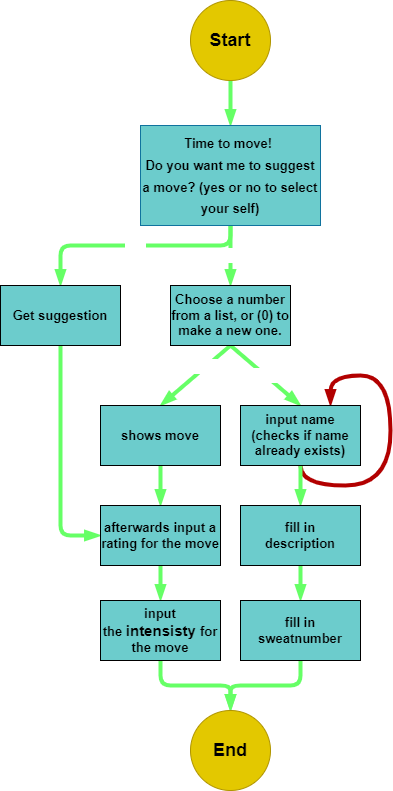 Start
Time to move!
Do you want me to suggest
a move? (yes or no to select
your self)
Get suggestion
Choose a number
from a list, or (0) to
make a new one.
shows move
input name
(checks if name
already exists)
afterwards input a
rating for the move
fill in
description
input
the intensisty for
the move
fill in
sweatnumber
End